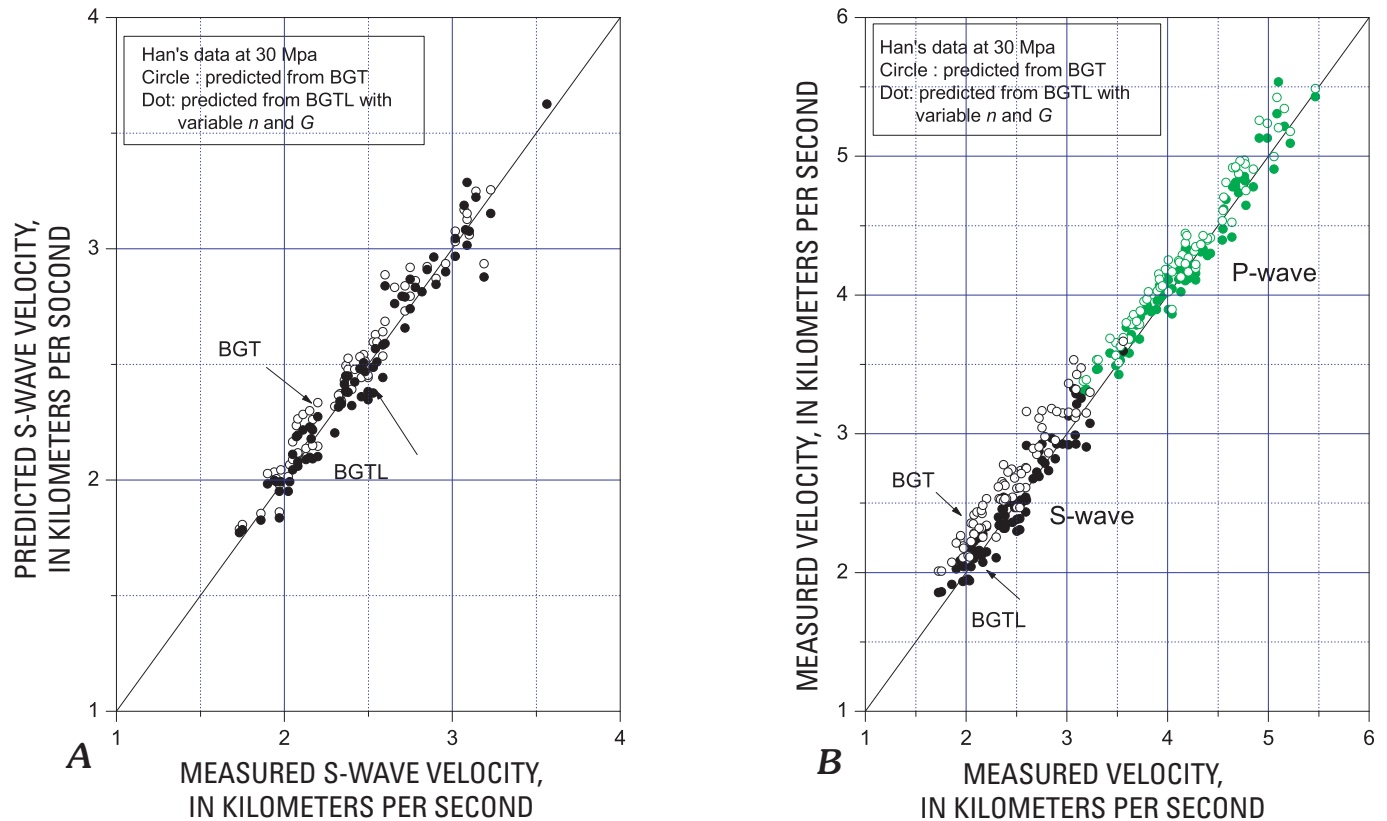 4
Han's data at 30 Mpa
Circle : predicted from BGT
Dot: predicted from BGTL with
variable n and G
3
2
1
BGT
BGTL
PREDICTED S-WAVE VELOCITY,
IN KILOMETERS PER SOCOND
1 2 3 4
A
MEASURED S-WAVE VELOCITY,
IN KILOMETERS PER SECOND
6
Han's data at 30 Mpa
Circle : predicted from BGT
Dot: predicted from BGTL with
variable n and G
5
4
3
2
1
P-wave
BGT
S-wave
BGTL
MEASURED VELOCITY, IN KILOMETERS PER SECOND
1 2 3 4 5 6
B
MEASURED VELOCITY,
IN KILOMETERS PER SECOND